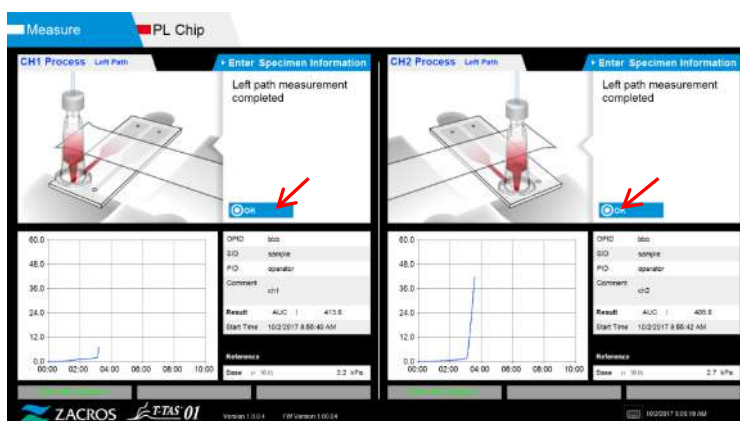 Measure
PL Chip
CH1 Process Left Path
Enter Specimen Information
Left path measurement
completed
OK
60.0
48.0
36.0
24.0
12.0
0.0
00:00 02:00 04:00 06:00 08:00 10:00
OPID bbb
SID sample
PID operator
Comment
ch1
Result AUC : 413.8
Start Time 10/2/2017 8:56:40 AM
Reference
Base 2.2 kPa
CH2 Process Left Path
Enter Specimen Information
Left path measurement
completed
OK
60.0
48.0
36.0
24.0
12.0
0.0
00:00 02:00 04:00 06:00 08:00 10:00
OPID bbb
SID sample
PID operator
Comment
ch2
Result AUC : 405.8
Start Time 10/2/2017 8:56:42 AM
Reference
Base 2.7 kPa
ZACROS T-TAS 01
Version 1.0.0.4 FW Version 1.00.04
10/2/2017 9:05:19 AM